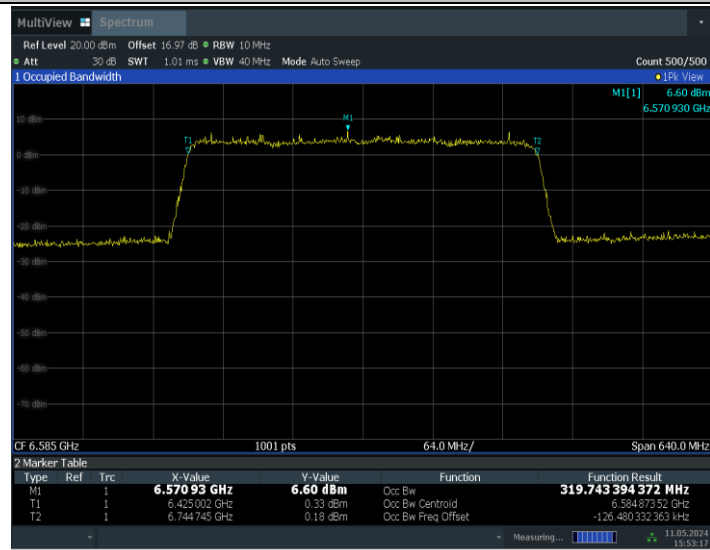 MultiView Spectrum
Ref Level 20.00 dBm Offset 16.97 dB RBW 10 MHz
Att 30 dB SWT 1.01 ms VBW 40 MHz Mode Auto Sweep Count 500/500
1 Occupied Bandwidth 1Pk View
M1[1] 6.60 dBm
6.570 930 GHz
10 dBm
M1
T1
T2
0 dBm
-10 dBm
-20 dBm
-30 dBm
-40 dBm
-50 dBm
-60 dBm
-70 dBm
CF 6.585 GHz 1001 pts 64.0 MHz/ Span 640.0 MHz
2 Marker Table
Type Ref Trc X-Value Y-Value Function Function Result
M1 1 6.570 93 GHz 6.60 dBm Occ Bw 319.743 394 372 MHz
T1 1 6.425 002 GHz 0.33 dBm Occ Bw Centroid 6.584 873 52 GHz
T2 1 6.744 745 GHz 0.18 dBm Occ Bw Freq Offset -126.480 332 363 kHz
Measuring... 11.05.2024
15:53:17